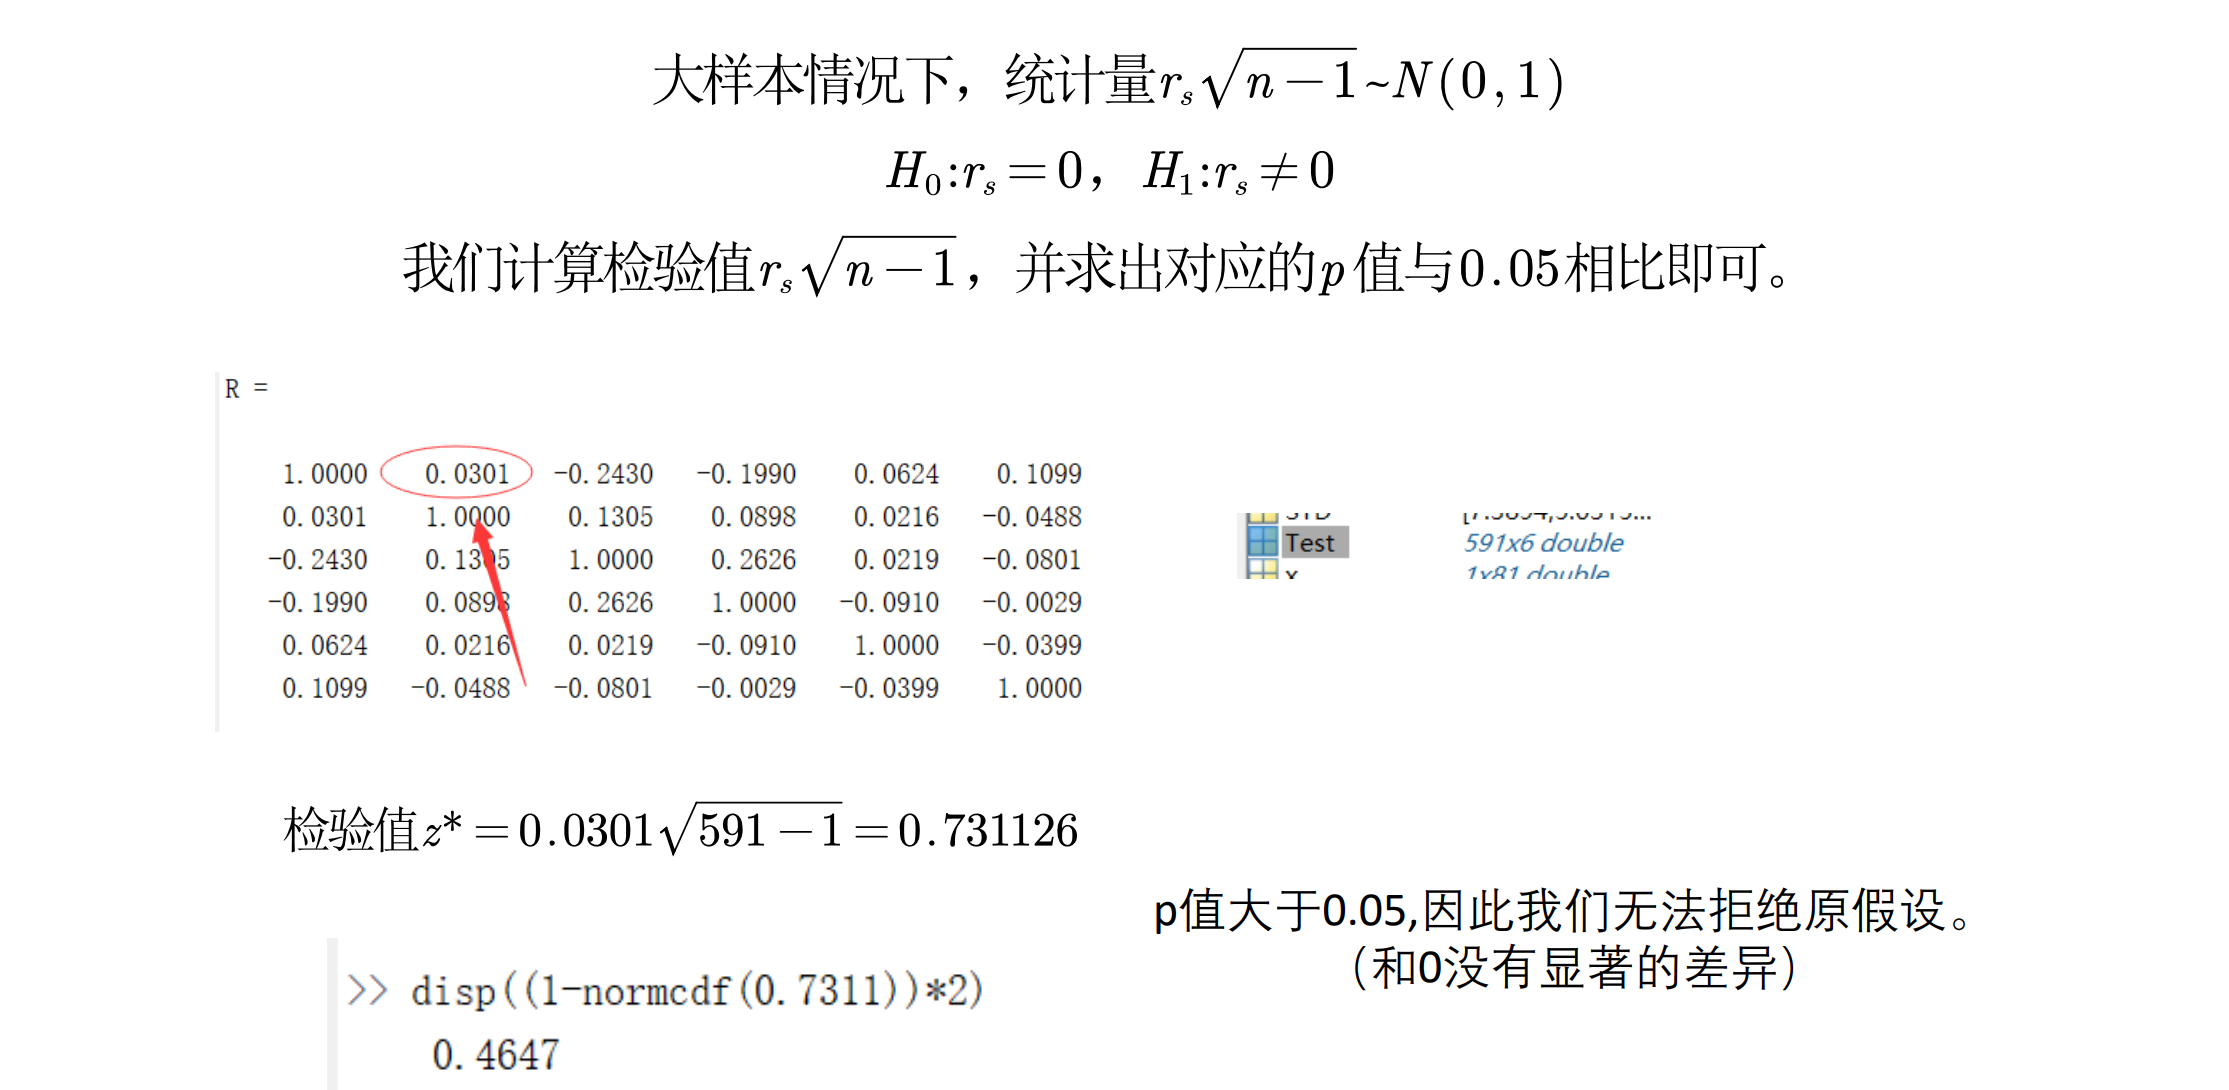 大样本情况下，统计量r_s√(n−1)~N(0,1)
H_0:r_s=0，H_1:r_s≠0
我们计算检验值r_s√(n−1)，并求出对应的p值与0.05相比即可。
R =
1.0000 0.0301 -0.2430 -0.1990 0.0624 0.1099
0.0301 1.0000 0.1305 0.0898 0.0216 -0.0488
-0.2430 0.1305 1.0000 0.2626 0.0219 -0.0801
-0.1990 0.0898 0.2626 1.0000 -0.0910 -0.0029
0.0624 0.0216 0.0219 -0.0910 1.0000 -0.0399
0.1099 -0.0488 -0.0801 -0.0029 -0.0399 1.0000
Test 591x6 double
x 1x81 double
检验值z*=0.0301√(591−1)=0.731126
p值大于0.05,因此我们无法拒绝原假设。
（和0没有显著的差异）
>> disp((1-normcdf(0.7311))*2)
0.4647